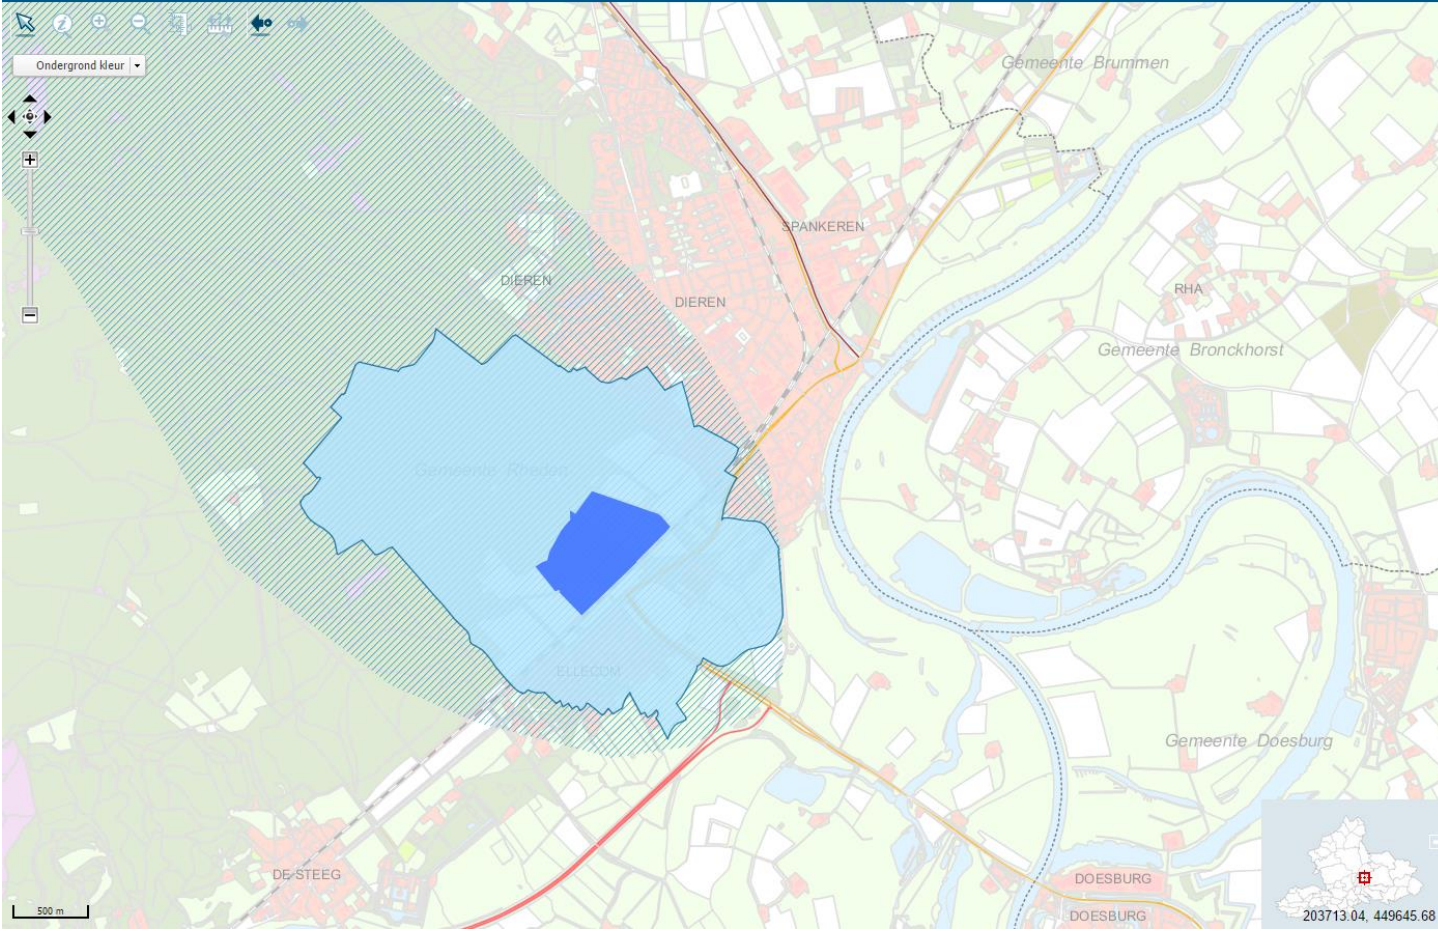 Ondergrond kleur
Gemeente Brummen
SPANKEREN
DIEREN
DIEREN
RHA
Gemeente Bronckhorst
Gemeente Rheden
ELLECOM
Gemeente Doesburg
DE STEEG
DOESBURG
DOESBURG
500 m
203713.04, 449645.68